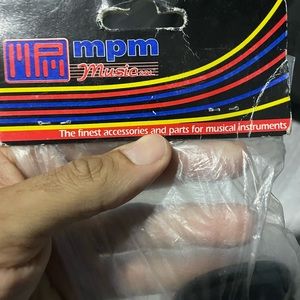 mpm
Music
The finest accessories and parts for musical instruments